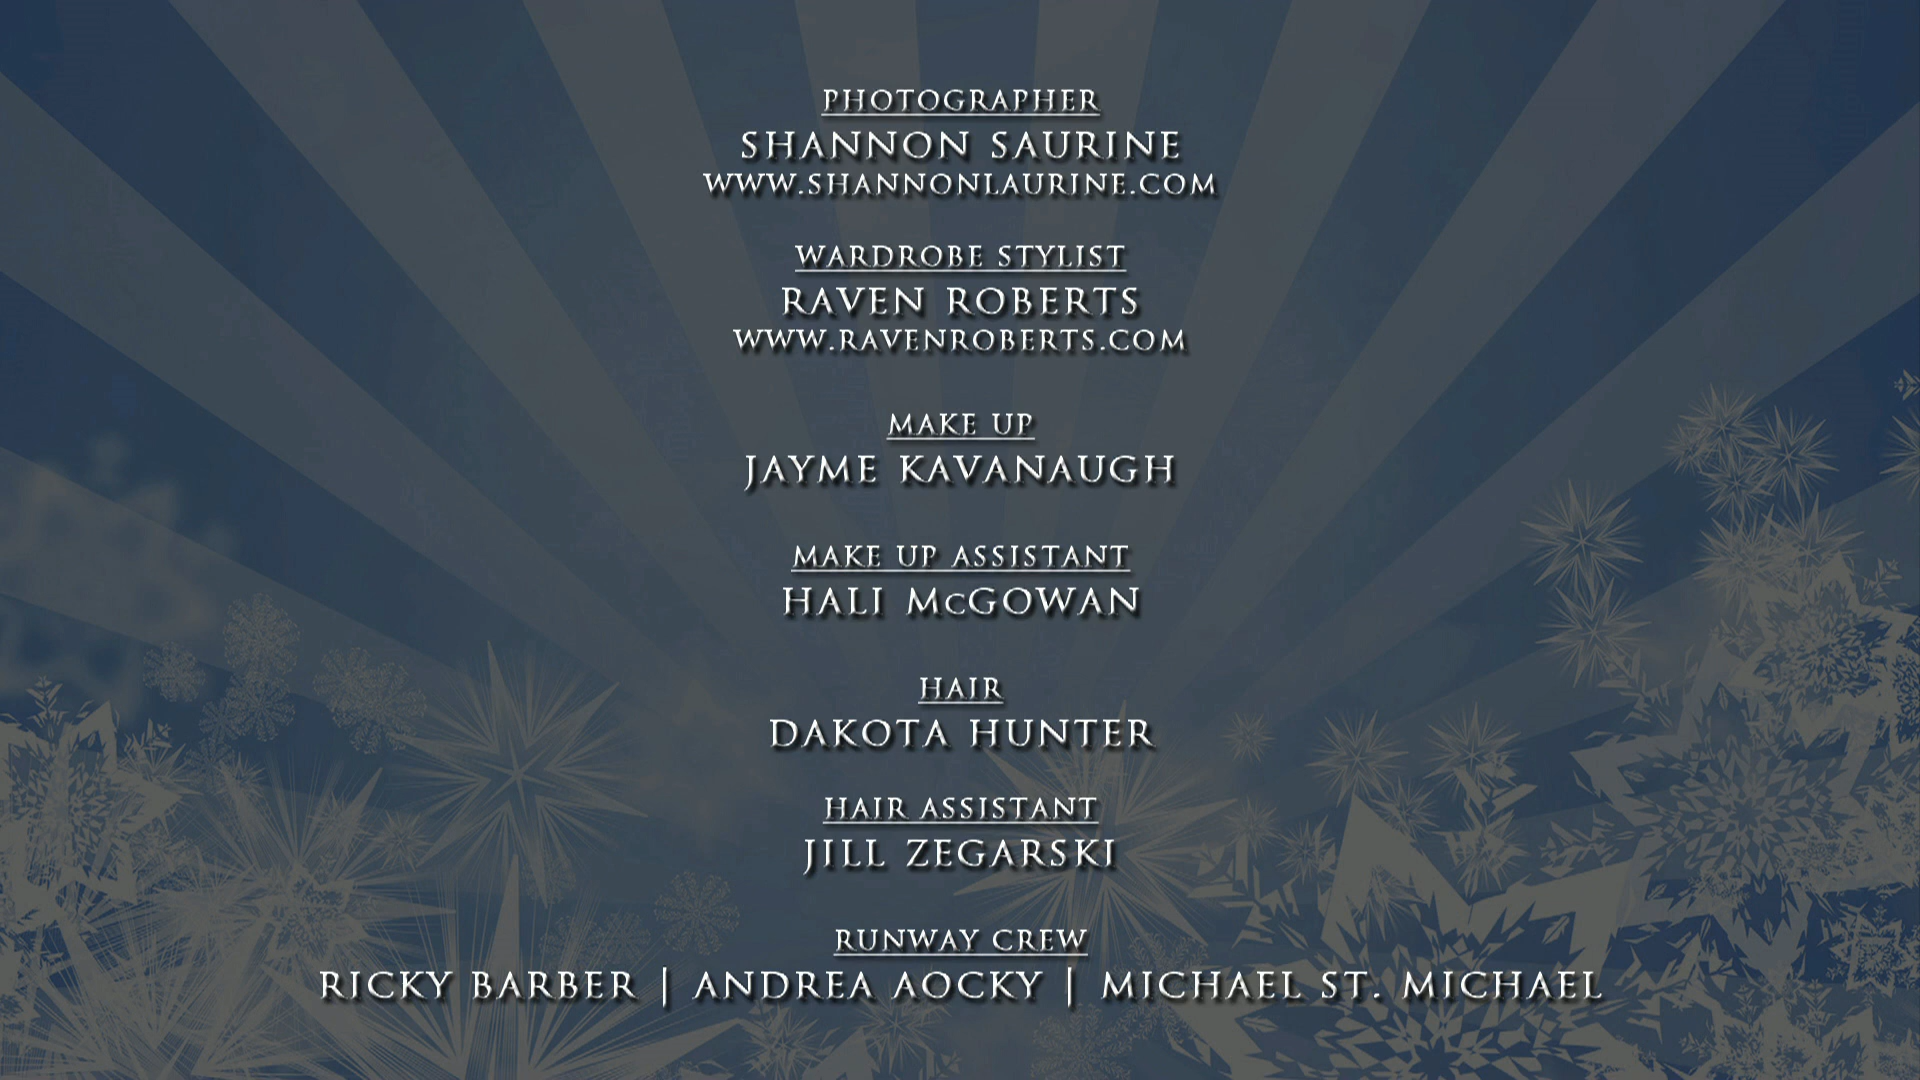 PHOTOGRAPHER
SHANNON SAURINE
WWW.SHANNONLAURINE.COM
WARDROBE STYLIST
RAVEN ROBERTS
WWW.RAVENROBERTS.COM
MAKE UP
JAYME KAVANAUGH
MAKE UP ASSISTANT
HALI McGOWAN
HAIR
DAKOTA HUNTER
HAIR ASSISTANT
JILL ZEGARSKI
RUNWAY CREW
RICKY BARBER | ANDREA AOCKY | MICHAEL ST. MICHAEL